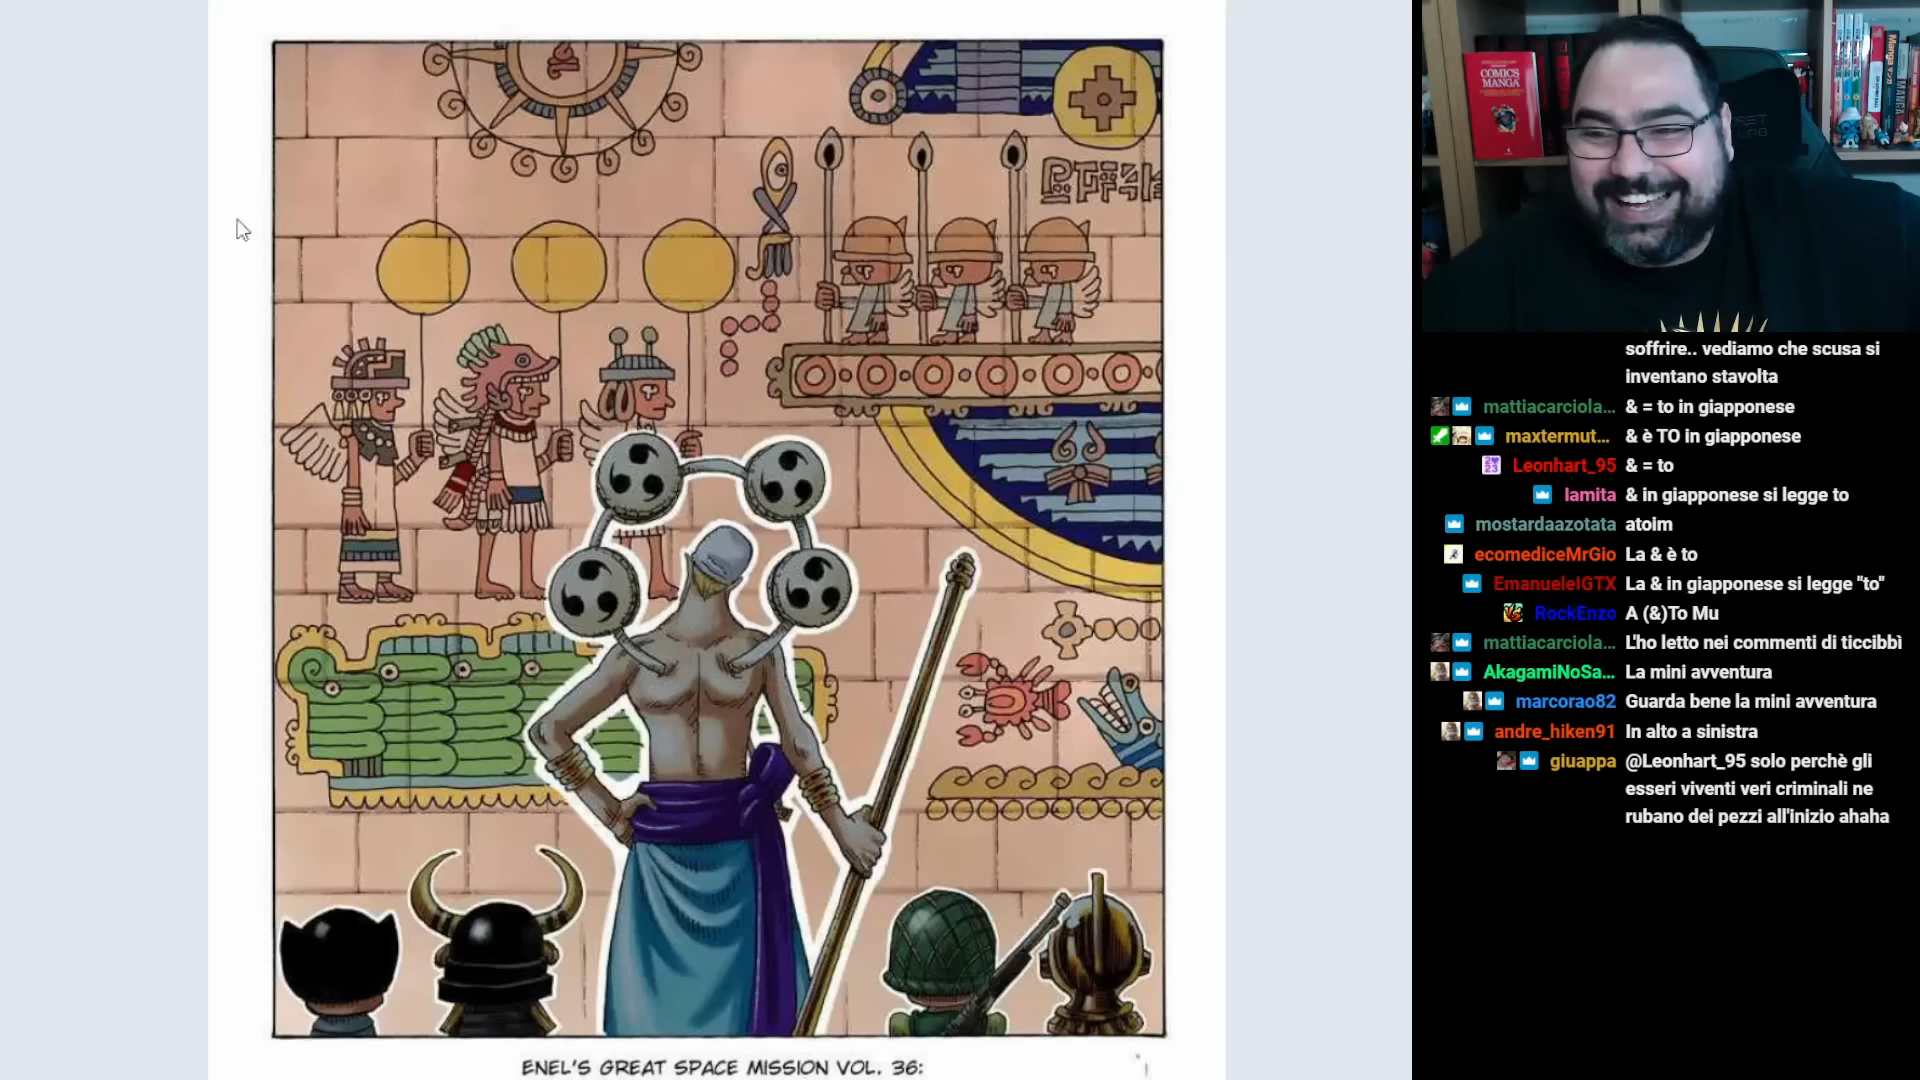 COMICS
MANGA
MANGA
soffrire.. vediamo che scusa si
inventano stavolta
mattiacarciola... & = to in giapponese
maxtermut... & è TO in giapponese
Leonhart_95 & = to
lamita & in giapponese si legge to
mostardaazotata atoim
ecomediceMrGio La & è to
EmanueleIGTX La & in giapponese si legge "to"
RockEnzo A (&)To Mu
mattiacarciola... L'ho letto nei commenti di ticcibbì
AkagamiNoSa... La mini avventura
marcorao82 Guarda bene la mini avventura
andre_hiken91 In alto a sinistra
giuappa @Leonhart_95 solo perchè gli
esseri viventi veri criminali ne
rubano dei pezzi all'inizio ahaha
ENEL'S GREAT SPACE MISSION VOL. 36: